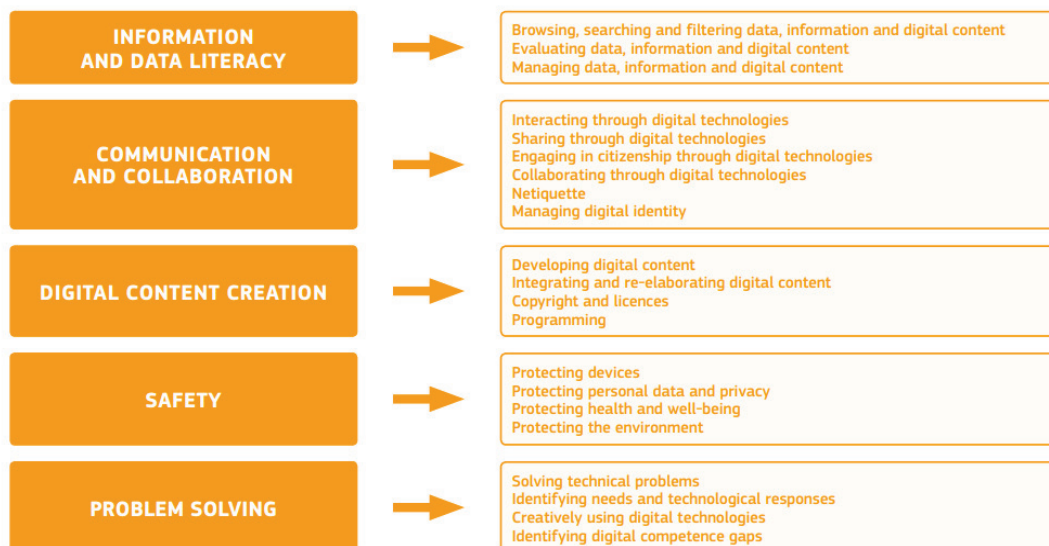 INFORMATION
AND DATA LITERACY
Browsing, searching and filtering data, information and digital content
Evaluating data, information and digital content
Managing data, information and digital content
COMMUNICATION
AND COLLABORATION
Interacting through digital technologies
Sharing through digital technologies
Engaging in citizenship through digital technologies
Collaborating through digital technologies
Netiquette
Managing digital identity
DIGITAL CONTENT CREATION
Developing digital content
Integrating and re-elaborating digital content
Copyright and licences
Programming
SAFETY
Protecting devices
Protecting personal data and privacy
Protecting health and well-being
Protecting the environment
PROBLEM SOLVING
Solving technical problems
Identifying needs and technological responses
Creatively using digital technologies
Identifying digital competence gaps